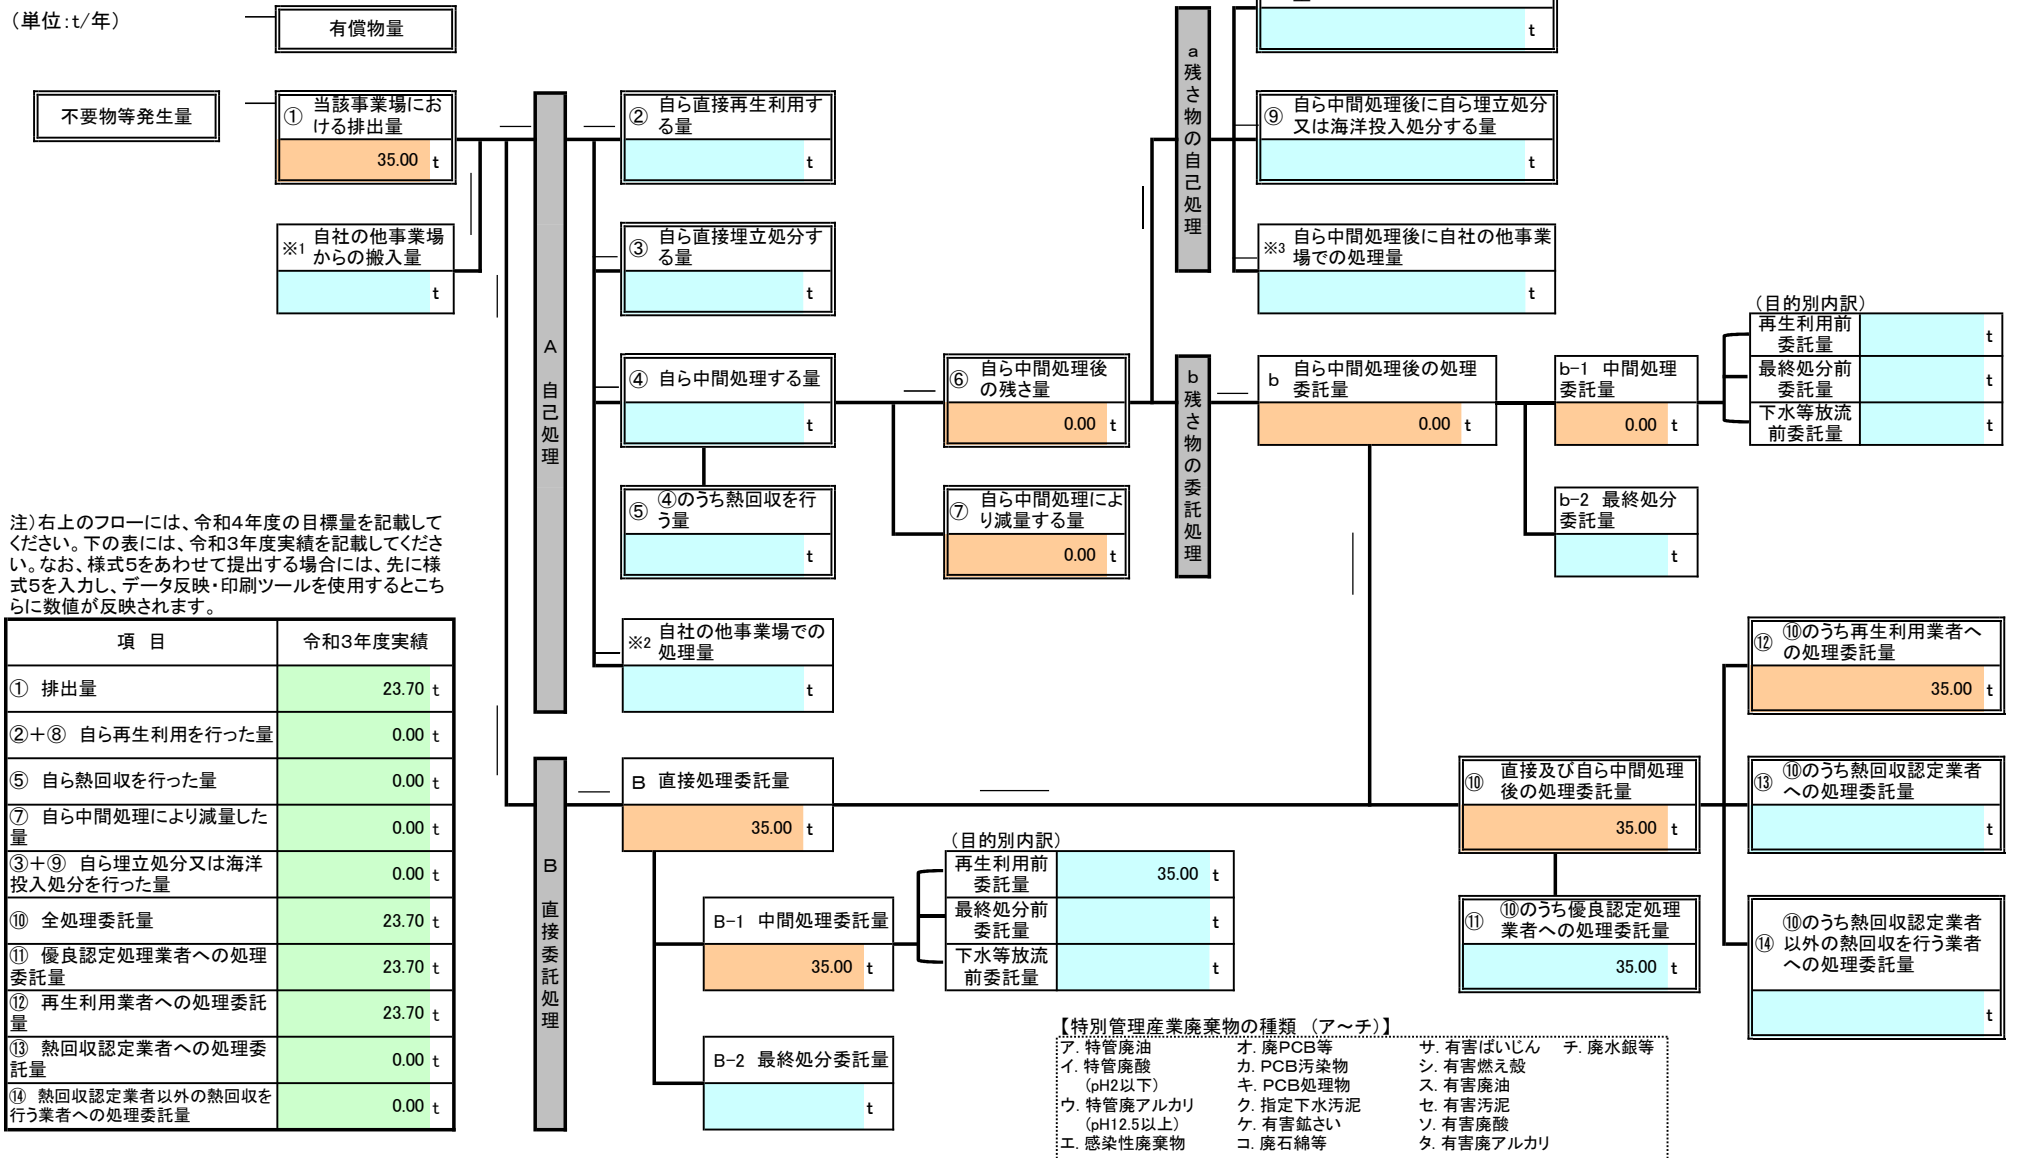 （単位:t/年）
有償物量
t
不要物等発生量
① 当該事業場にお
ける排出量
35.00 t
② 自ら直接再生利用す
る量
t
a 残さ物の自己処理
⑨ 自ら中間処理後に自ら埋立処分
又は海洋投入処分する量
t
※1 自社の他事業場
からの搬入量
t
③ 自ら直接埋立処分す
る量
t
※3 自ら中間処理後に自社の他事業
場での処理量
t
A 自己処理
④ 自ら中間処理する量
t
⑥ 自ら中間処理後
の残さ量
0.00 t
b 残さ物の委託処理
b 自ら中間処理後の処理
委託量
0.00 t
b-1 中間処理
委託量
0.00 t
（目的別内訳）
再生利用前
委託量
t
最終処分前
委託量
t
下水等放流
前委託量
t
⑤ ④のうち熱回収を行
う量
t
⑦ 自ら中間処理によ
り減量する量
0.00 t
b-2 最終処分
委託量
t
注）右上のフローには、令和4年度の目標量を記載して
ください。下の表には、令和3年度実績を記載してくださ
い。なお、様式5をあわせて提出する場合には、先に様
式5を入力し、データ反映・印刷ツールを使用するとこち
らに数値が反映されます。
※2 自社の他事業場での
処理量
t
項 目 令和3年度実績
① 排出量 23.70 t
②＋⑧ 自ら再生利用を行った量 0.00 t
⑤ 自ら熱回収を行った量 0.00 t
⑦ 自ら中間処理により減量した
量 0.00 t
③＋⑨ 自ら埋立処分又は海洋
投入処分を行った量 0.00 t
⑩ 全処理委託量 23.70 t
⑪ 優良認定処理業者への処理
委託量 23.70 t
⑫ 再生利用業者への処理委託
量 23.70 t
⑬ 熱回収認定業者への処理委
託量 0.00 t
⑭ 熱回収認定業者以外の熱回収を
行う業者への処理委託量 0.00 t
B 直接委託処理
B 直接処理委託量
35.00 t
B-1 中間処理委託量
35.00 t
（目的別内訳）
再生利用前
委託量
35.00 t
最終処分前
委託量
t
下水等放流
前委託量
t
B-2 最終処分委託量
t
⑩ 直接及び自ら中間処理
後の処理委託量
35.00 t
⑪ ⑩のうち優良認定処理
業者への処理委託量
35.00 t
⑫ ⑩のうち再生利用業者へ
の処理委託量
35.00 t
⑬ ⑩のうち熱回収認定業者
への処理委託量
t
⑭ ⑩のうち熱回収認定業者
以外の熱回収を行う業者
への処理委託量
t
【特別管理産業廃棄物の種類 （ア～チ）】
ア. 特管廃油 オ. 廃PCB等 サ. 有害ばいじん チ. 廃水銀等
イ. 特管廃酸 カ. PCB汚染物 シ. 有害燃え殻
（pH2以下） キ. PCB処理物 ス. 有害廃油
ウ. 特管廃アルカリ ク. 指定下水汚泥 セ. 有害汚泥
（pH12.5以上） ケ. 有害鉱さい ソ. 有害廃酸
エ. 感染性廃棄物 コ. 廃石綿等 タ. 有害廃アルカリ